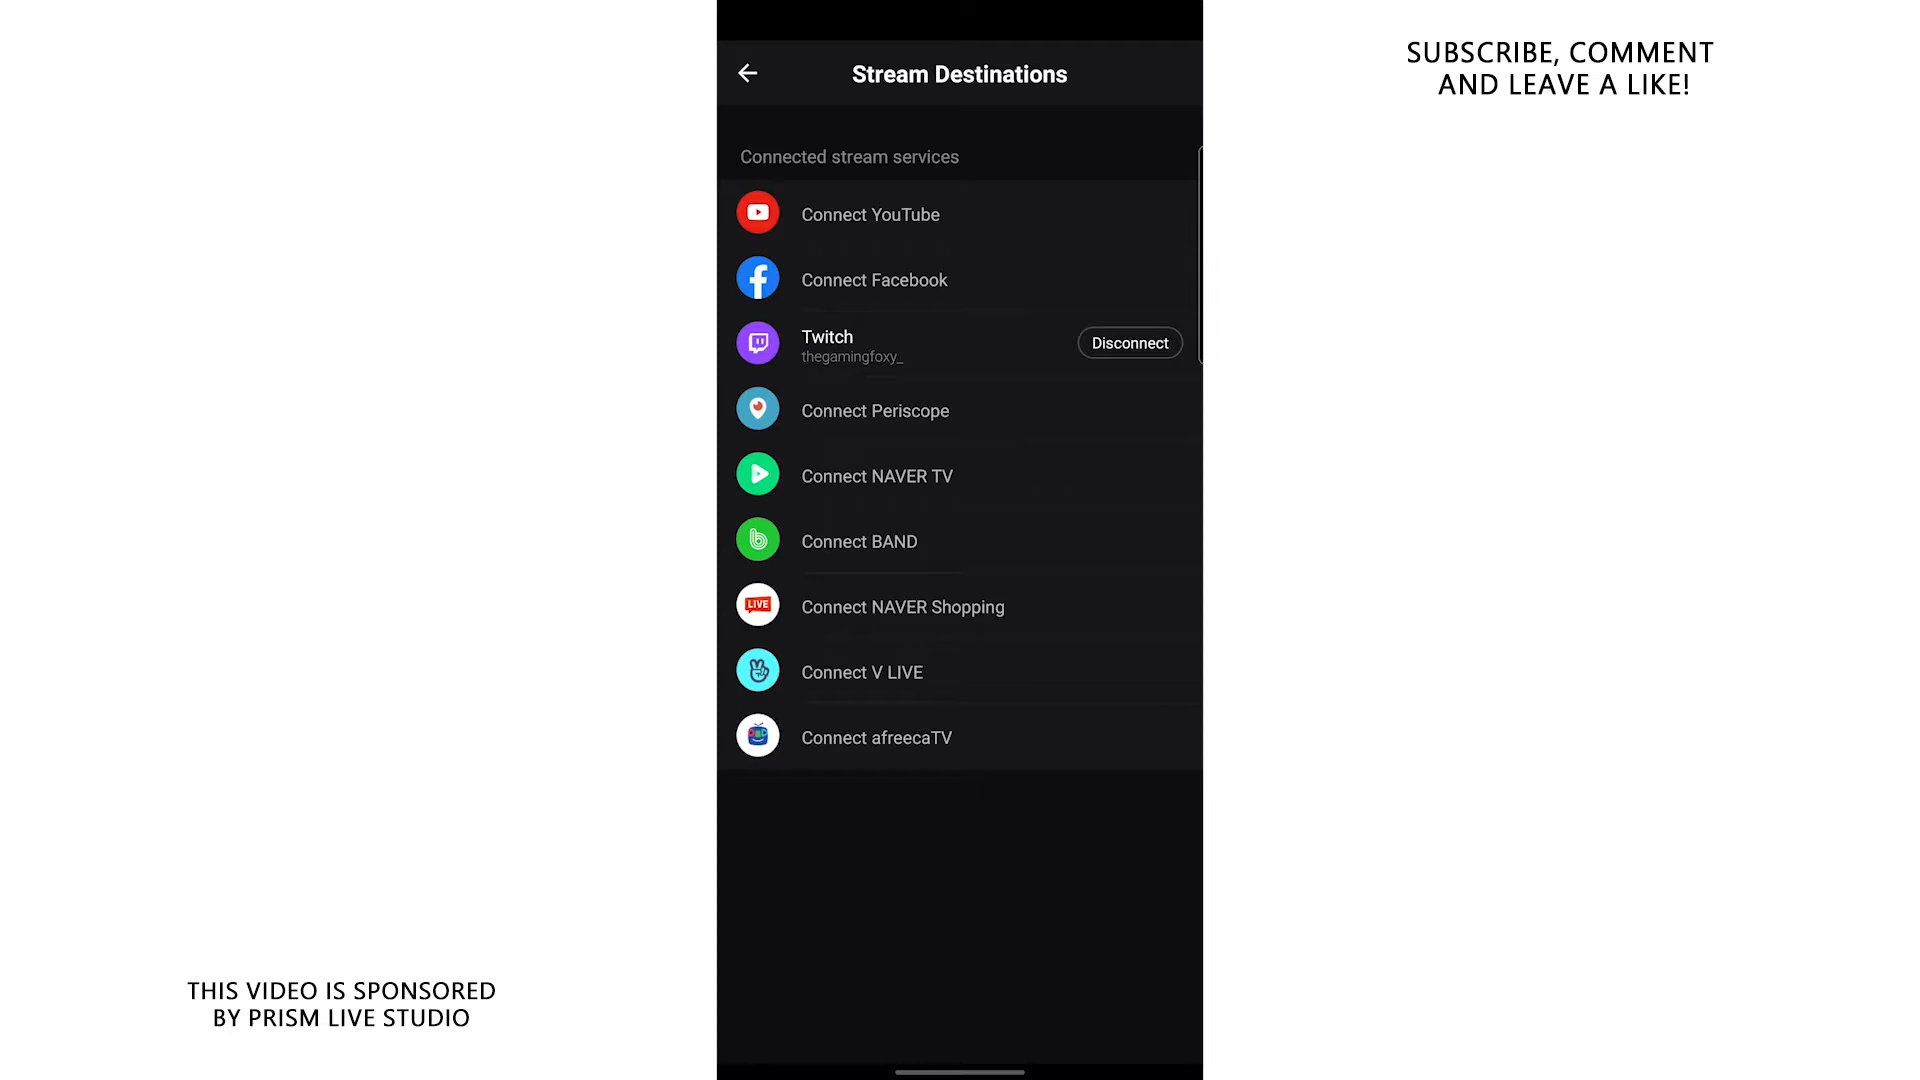 SUBSCRIBE, COMMENT
AND LEAVE A LIKE!
Stream Destinations
Connected stream services
Connect YouTube
Connect Facebook
Twitch
thegamingfoxy_
Disconnect
Connect Periscope
Connect NAVER TV
Connect BAND
LIVE
Connect NAVER Shopping
Connect V LIVE
Connect afreecaTV
THIS VIDEO IS SPONSORED
BY PRISM LIVE STUDIO